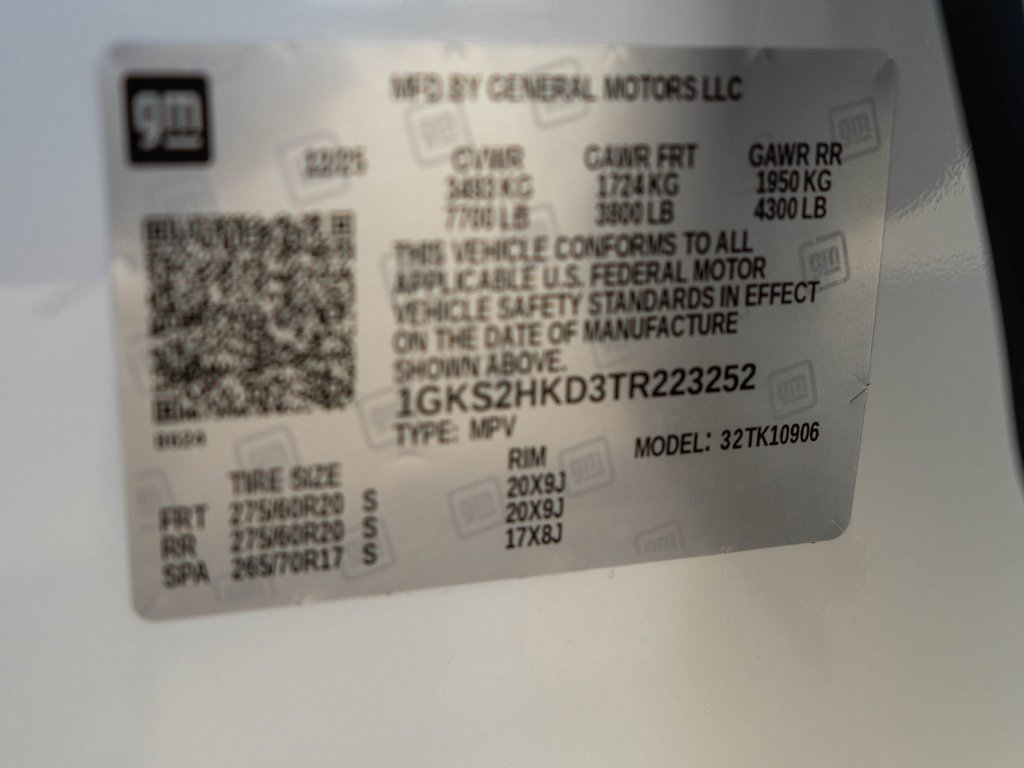 gm
MFD BY GENERAL MOTORS LLC
GVWR GAWR FRT GAWR RR
3493 KG 1724 KG 1950 KG
7700 LB 3800 LB 4300 LB
THIS VEHICLE CONFORMS TO ALL
APPLICABLE U.S. FEDERAL MOTOR
VEHICLE SAFETY STANDARDS IN EFFECT
ON THE DATE OF MANUFACTURE
SHOWN ABOVE.
1GKS2HKD3TR223252
TYPE: MPV
MODEL: 32TK10906
TIRE SIZE RIM
FRT 275/60R20 S 20X9J
RR 275/60R20 S 20X9J
SPA 265/70R17 S 17X8J